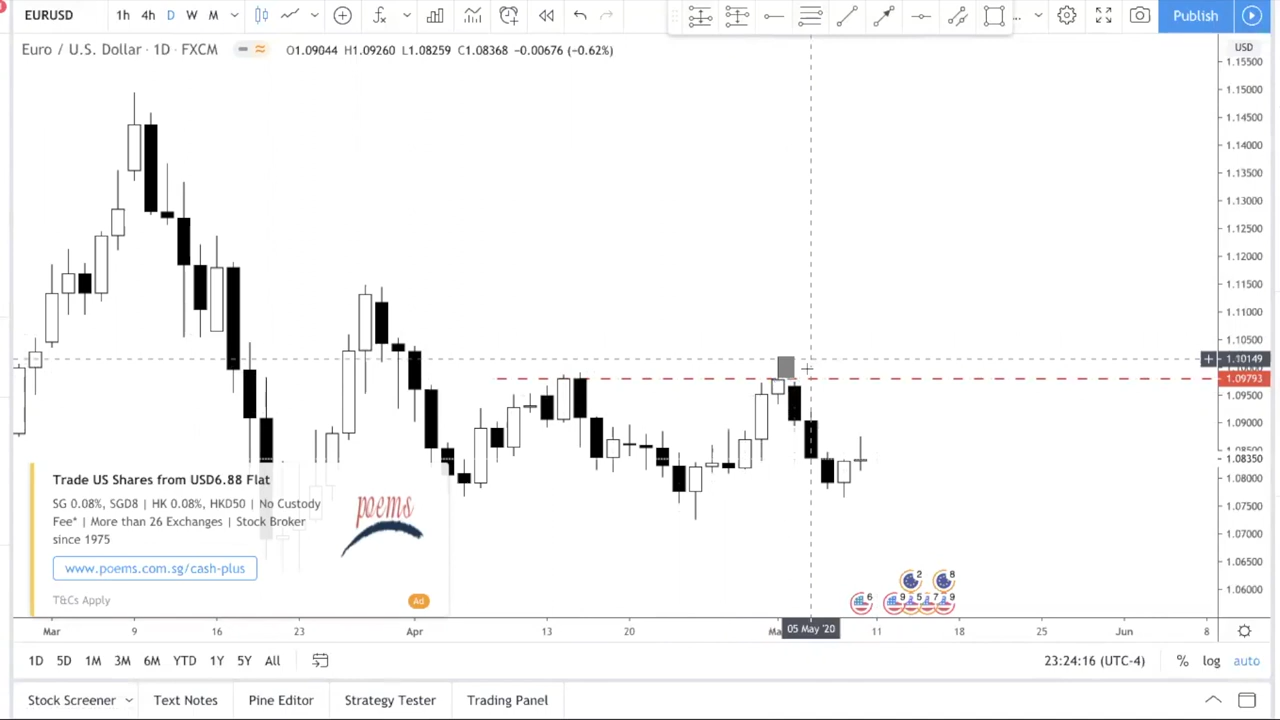 EURUSD 1h 4h D W M Publish
Euro / U.S. Dollar · 1D · FXCM O1.09044 H1.09260 L1.08259 C1.08368 −0.00676 (−0.62%)
USD
1.15500
1.15000
1.14500
1.14000
1.13500
1.13000
1.12500
1.12000
1.11500
1.11000
1.10500
1.10149
1.09793
1.09500
1.09000
1.08350
1.08000
1.07500
1.07000
1.06500
1.06000
Trade US Shares from USD6.88 Flat
SG 0.08%, SGD8 | HK 0.08%, HKD50 | No Custody
Fee* | More than 26 Exchanges | Stock Broker
since 1975
poems
www.poems.com.sg/cash-plus
T&Cs Apply
Ad
2 8
6 9 5 7 9
Mar 9 16 23 Apr 13 20 05 May '20 11 18 25 Jun 8
1D 5D 1M 3M 6M YTD 1Y 5Y All 23:24:16 (UTC-4) % log auto
Stock Screener Text Notes Pine Editor Strategy Tester Trading Panel